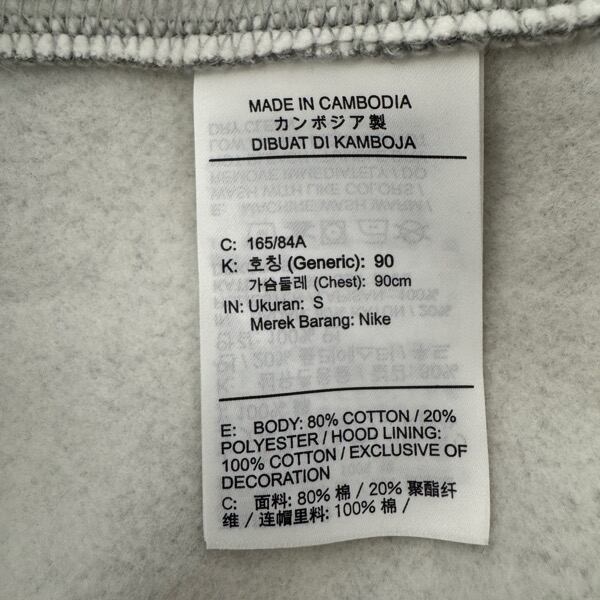 MADE IN CAMBODIA
カンボジア製
DIBUAT DI KAMBOJA
C: 165/84A
K: 호칭 (Generic): 90
가슴둘레 (Chest): 90cm
IN: Ukuran: S
Merek Barang: Nike
E: BODY: 80% COTTON / 20%
POLYESTER / HOOD LINING:
100% COTTON / EXCLUSIVE OF
DECORATION
C: 面料: 80% 棉 / 20% 聚酯纤
维 / 连帽里料: 100% 棉 /